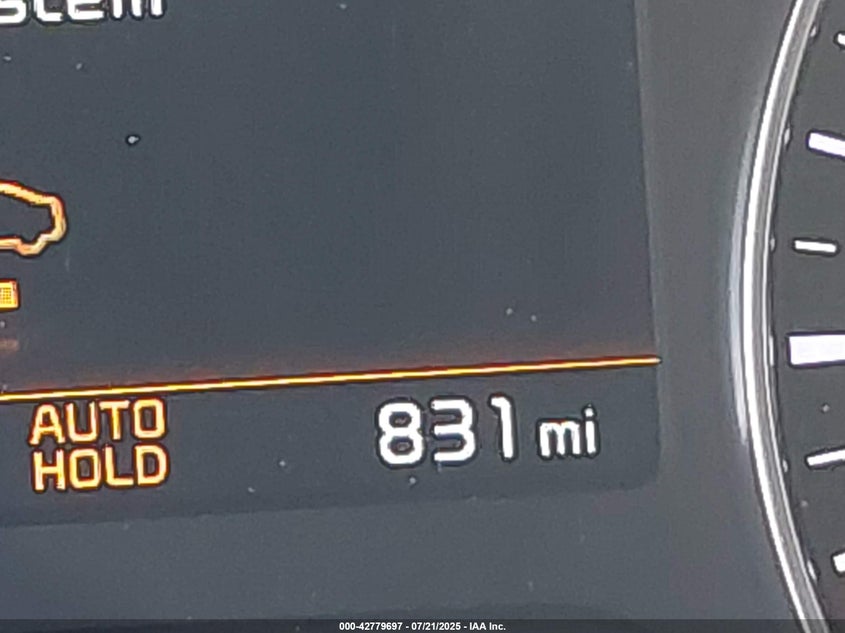 AUTO
HOLD
831 mi
000-42779697 - 07/21/2025 - IAA Inc.